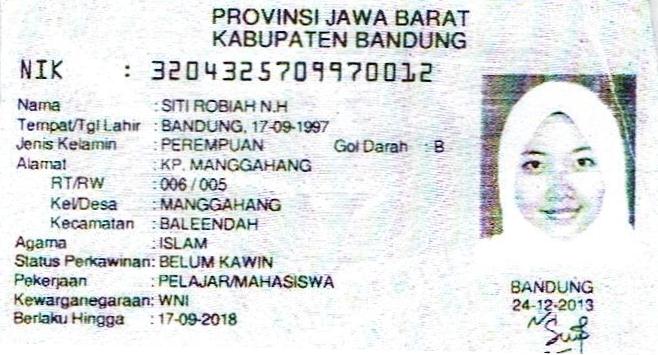 PROVINSI JAWA BARAT
KABUPATEN BANDUNG
NIK : 3204325709970012
Nama : SITI ROBIAH N.H
Tempat/Tgl Lahir : BANDUNG, 17-09-1997
Jenis Kelamin : PEREMPUAN Gol Darah : B
Alamat : KP. MANGGAHANG
RT/RW : 006 / 005
Kel/Desa : MANGGAHANG
Kecamatan : BALEENDAH
Agama : ISLAM
Status Perkawinan: BELUM KAWIN
Pekerjaan : PELAJAR/MAHASISWA
Kewarganegaraan: WNI
Berlaku Hingga : 17-09-2018
BANDUNG
24-12-2013